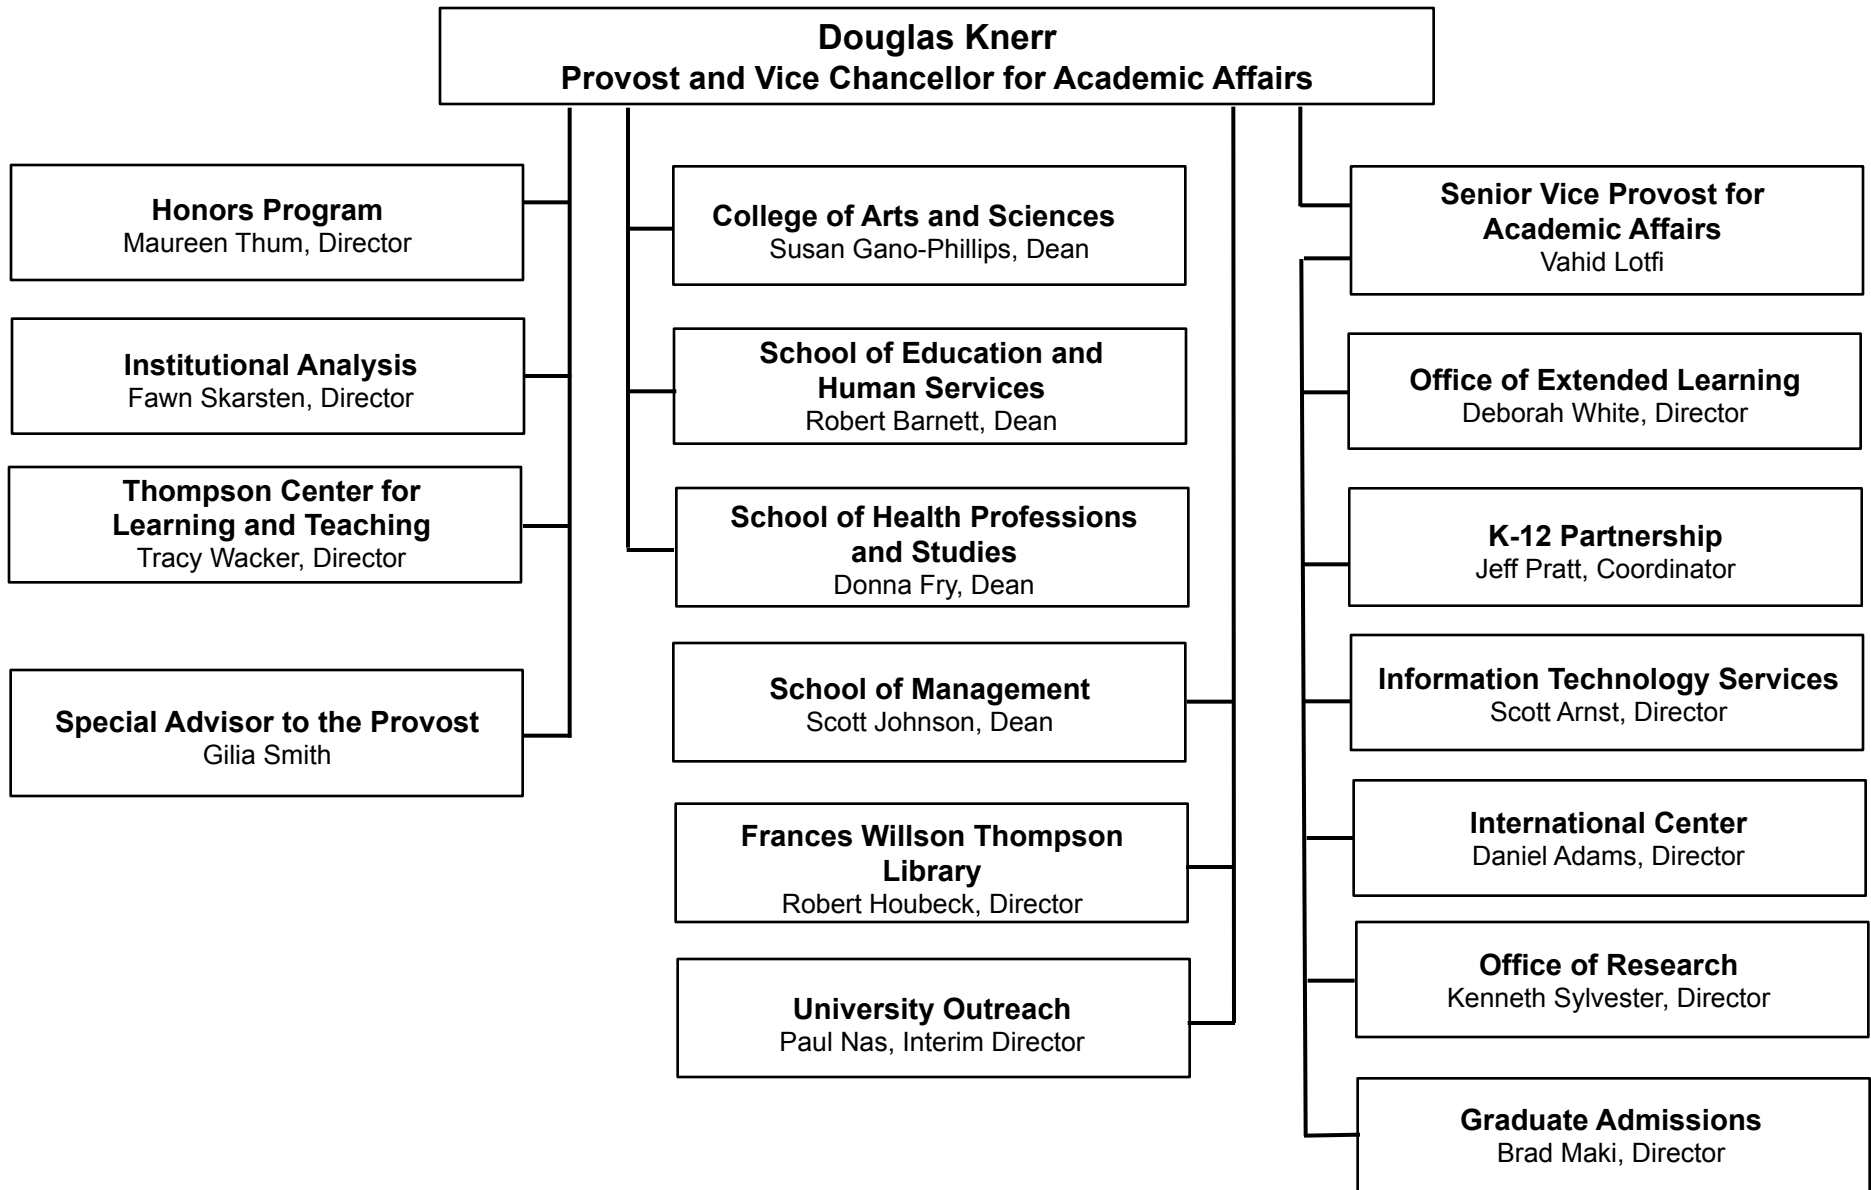 Douglas Knerr
Provost and Vice Chancellor for Academic Affairs
Honors Program
Maureen Thum, Director
Institutional Analysis
Fawn Skarsten, Director
Thompson Center for
Learning and Teaching
Tracy Wacker, Director
Special Advisor to the Provost
Gilia Smith
College of Arts and Sciences
Susan Gano-Phillips, Dean
School of Education and
Human Services
Robert Barnett, Dean
School of Health Professions
and Studies
Donna Fry, Dean
School of Management
Scott Johnson, Dean
Frances Willson Thompson
Library
Robert Houbeck, Director
University Outreach
Paul Nas, Interim Director
Senior Vice Provost for
Academic Affairs
Vahid Lotfi
Office of Extended Learning
Deborah White, Director
K-12 Partnership
Jeff Pratt, Coordinator
Information Technology Services
Scott Arnst, Director
International Center
Daniel Adams, Director
Office of Research
Kenneth Sylvester, Director
Graduate Admissions
Brad Maki, Director